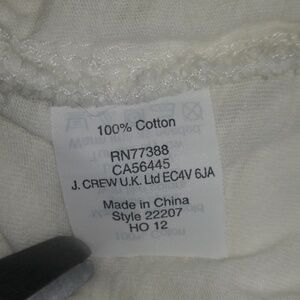 100% Cotton
RN77388
CA56445
J. CREW U.K. Ltd EC4V 6JA
Made in China
Style 22207
HO 12